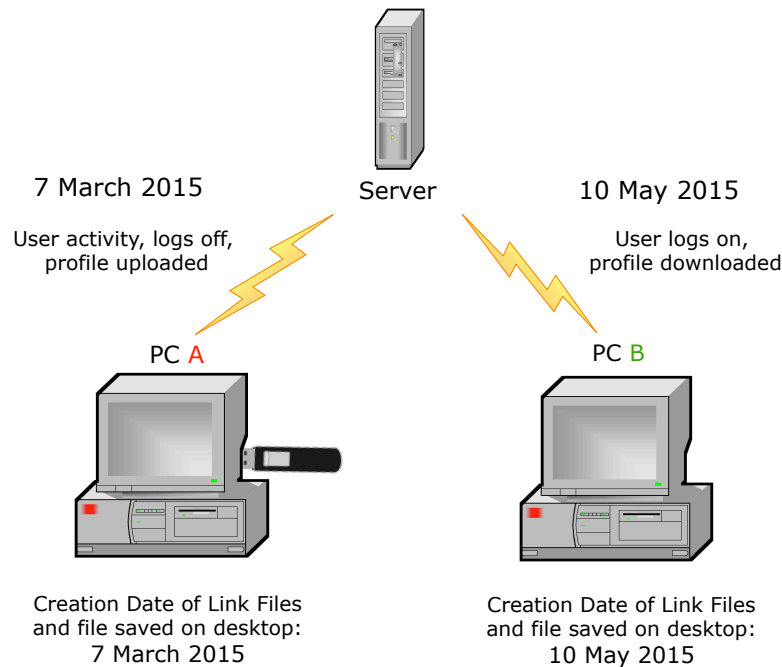 Server
7 March 2015
User activity, logs off,
profile uploaded
10 May 2015
User logs on,
profile downloaded
PC A
PC B
Creation Date of Link Files
and file saved on desktop:
7 March 2015
Creation Date of Link Files
and file saved on desktop:
10 May 2015